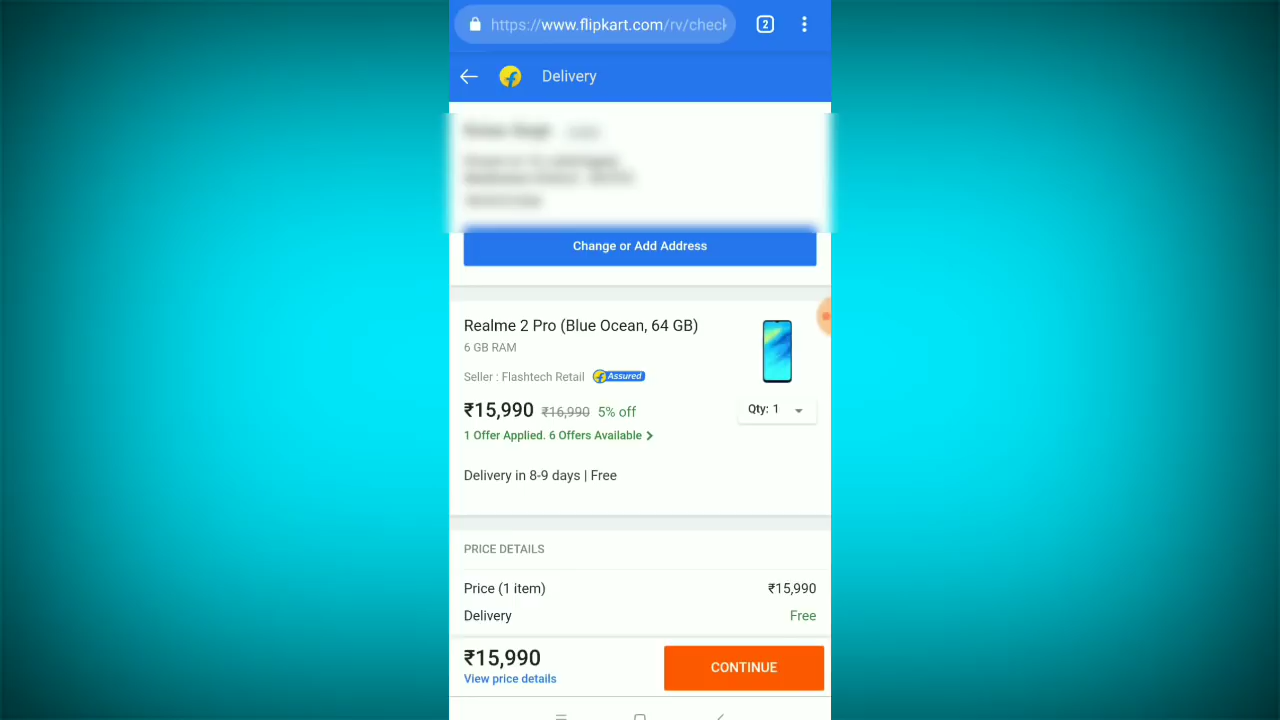 https://www.flipkart.com/rv/check
2
Delivery
Change or Add Address
Realme 2 Pro (Blue Ocean, 64 GB)
6 GB RAM
Seller : Flashtech Retail Assured
₹15,990 ₹16,990 5% off
Qty: 1
1 Offer Applied. 6 Offers Available
Delivery in 8-9 days | Free
PRICE DETAILS
Price (1 item) ₹15,990
Delivery Free
₹15,990
View price details
CONTINUE